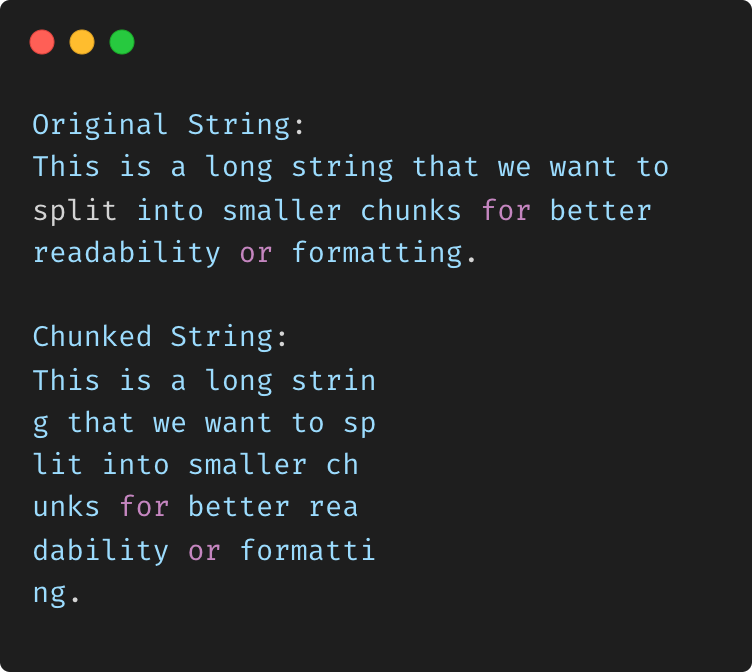 Original String:
This is a long string that we want to
split into smaller chunks for better
readability or formatting.
Chunked String:
This is a long strin
g that we want to sp
lit into smaller ch
unks for better rea
dability or formatti
ng.